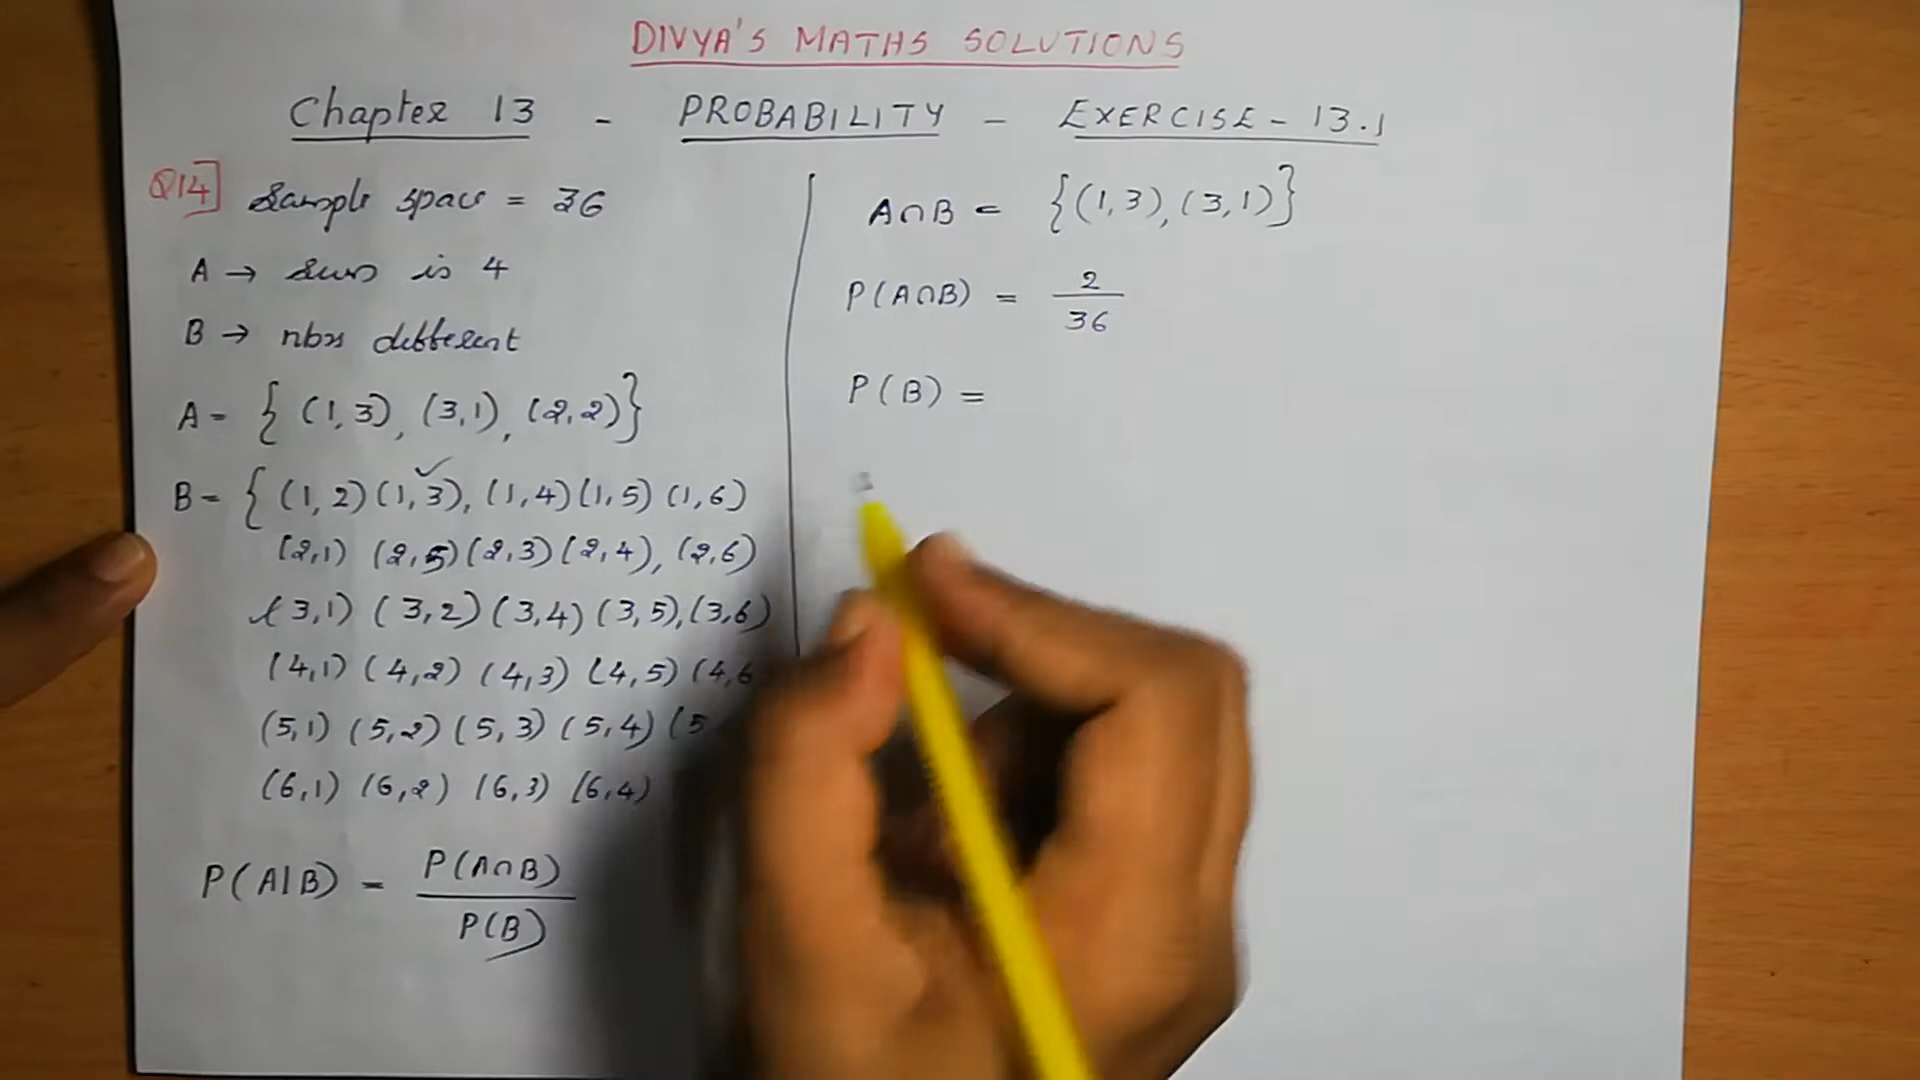 DIVYA'S MATHS SOLUTIONS
Chapter 13 - PROBABILITY - EXERCISE - 13.1
Q14] Sample space = 36
A → sum is 4
B → nbrs different
A = { (1,3), (3,1), (2,2)}
B = { (1,2) (1,3), (1,4) (1,5) (1,6)
(2,1) (2,5) (2,3) (2,4), (2,6)
(3,1) (3,2) (3,4) (3,5), (3,6)
(4,1) (4,2) (4,3) (4,5) (4,6
(5,1) (5,2) (5,3) (5,4) (5
(6,1) (6,2) (6,3) (6,4)
P(A|B) = P(A∩B) / P(B)
A∩B = {(1,3), (3,1)}
P(A∩B) = 2 / 36
P(B) =